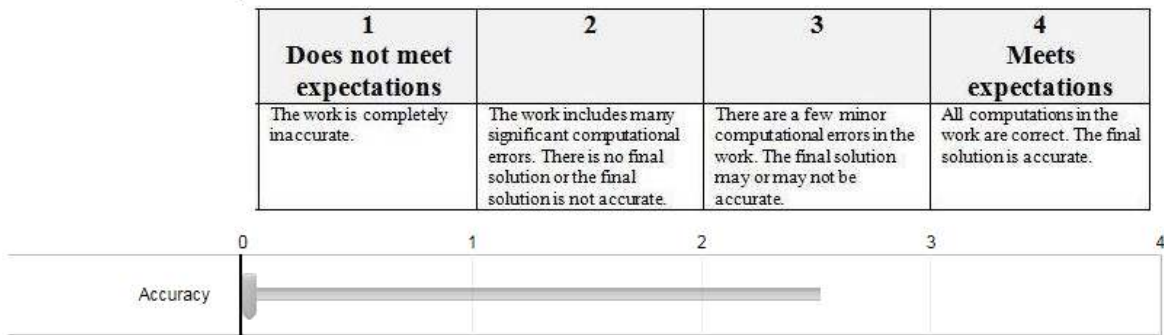 1
Does not meet
expectations
2
3
4
Meets
expectations
The work is completely
inaccurate.
The work includes many
significant computational
errors. There is no final
solution or the final
solution is not accurate.
There are a few minor
computational errors in the
work. The final solution
may or may not be
accurate.
All computations in the
work are correct. The final
solution is accurate.
0 1 2 3 4
Accuracy